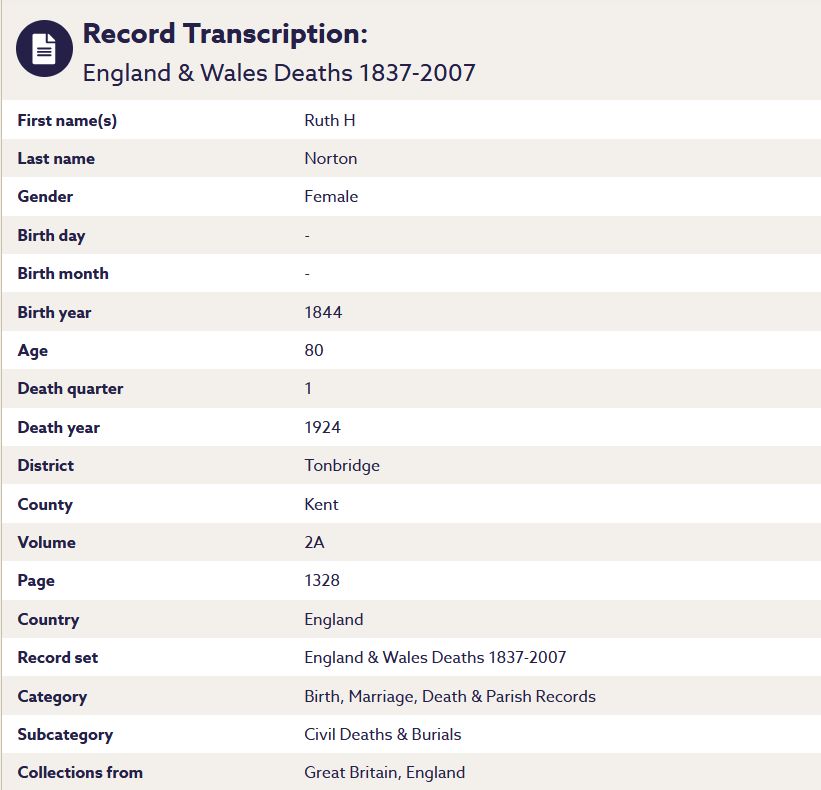 Record Transcription:
England & Wales Deaths 1837-2007
First name(s) Ruth H
Last name Norton
Gender Female
Birth day -
Birth month -
Birth year 1844
Age 80
Death quarter 1
Death year 1924
District Tonbridge
County Kent
Volume 2A
Page 1328
Country England
Record set England & Wales Deaths 1837-2007
Category Birth, Marriage, Death & Parish Records
Subcategory Civil Deaths & Burials
Collections from Great Britain, England